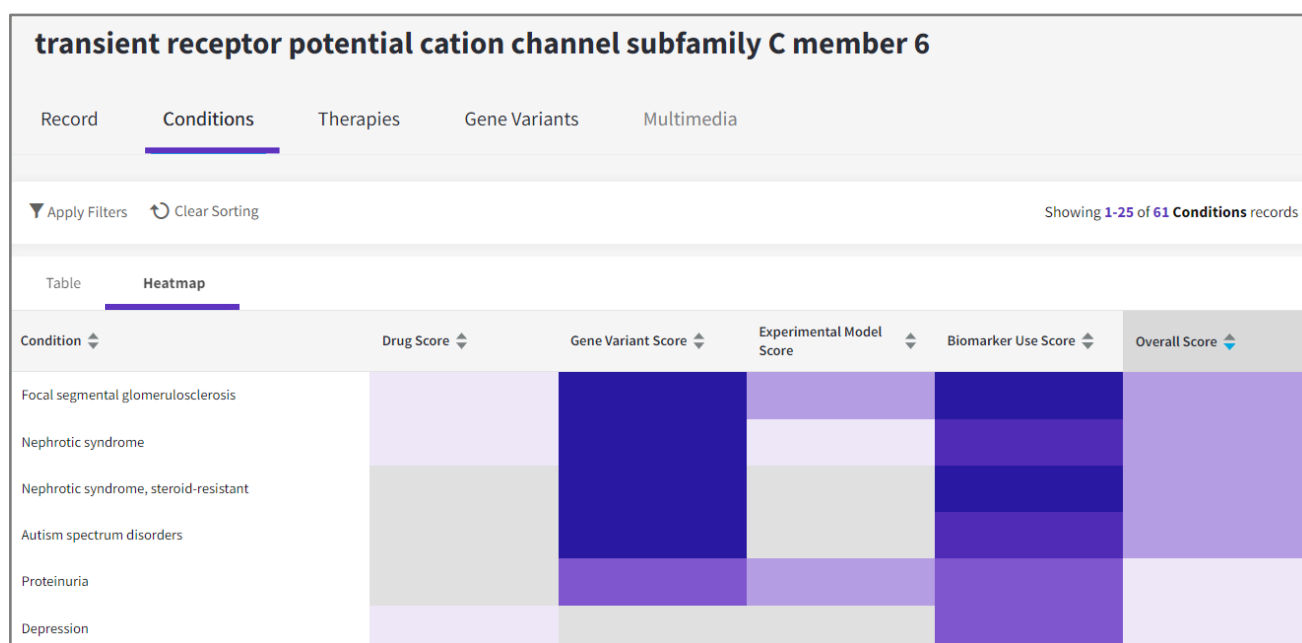 transient receptor potential cation channel subfamily C member 6
Record Conditions Therapies Gene Variants Multimedia
Apply Filters Clear Sorting Showing 1-25 of 61 Conditions records
Table Heatmap
Condition Drug Score Gene Variant Score Experimental Model Score Biomarker Use Score Overall Score
Focal segmental glomerulosclerosis
Nephrotic syndrome
Nephrotic syndrome, steroid-resistant
Autism spectrum disorders
Proteinuria
Depression